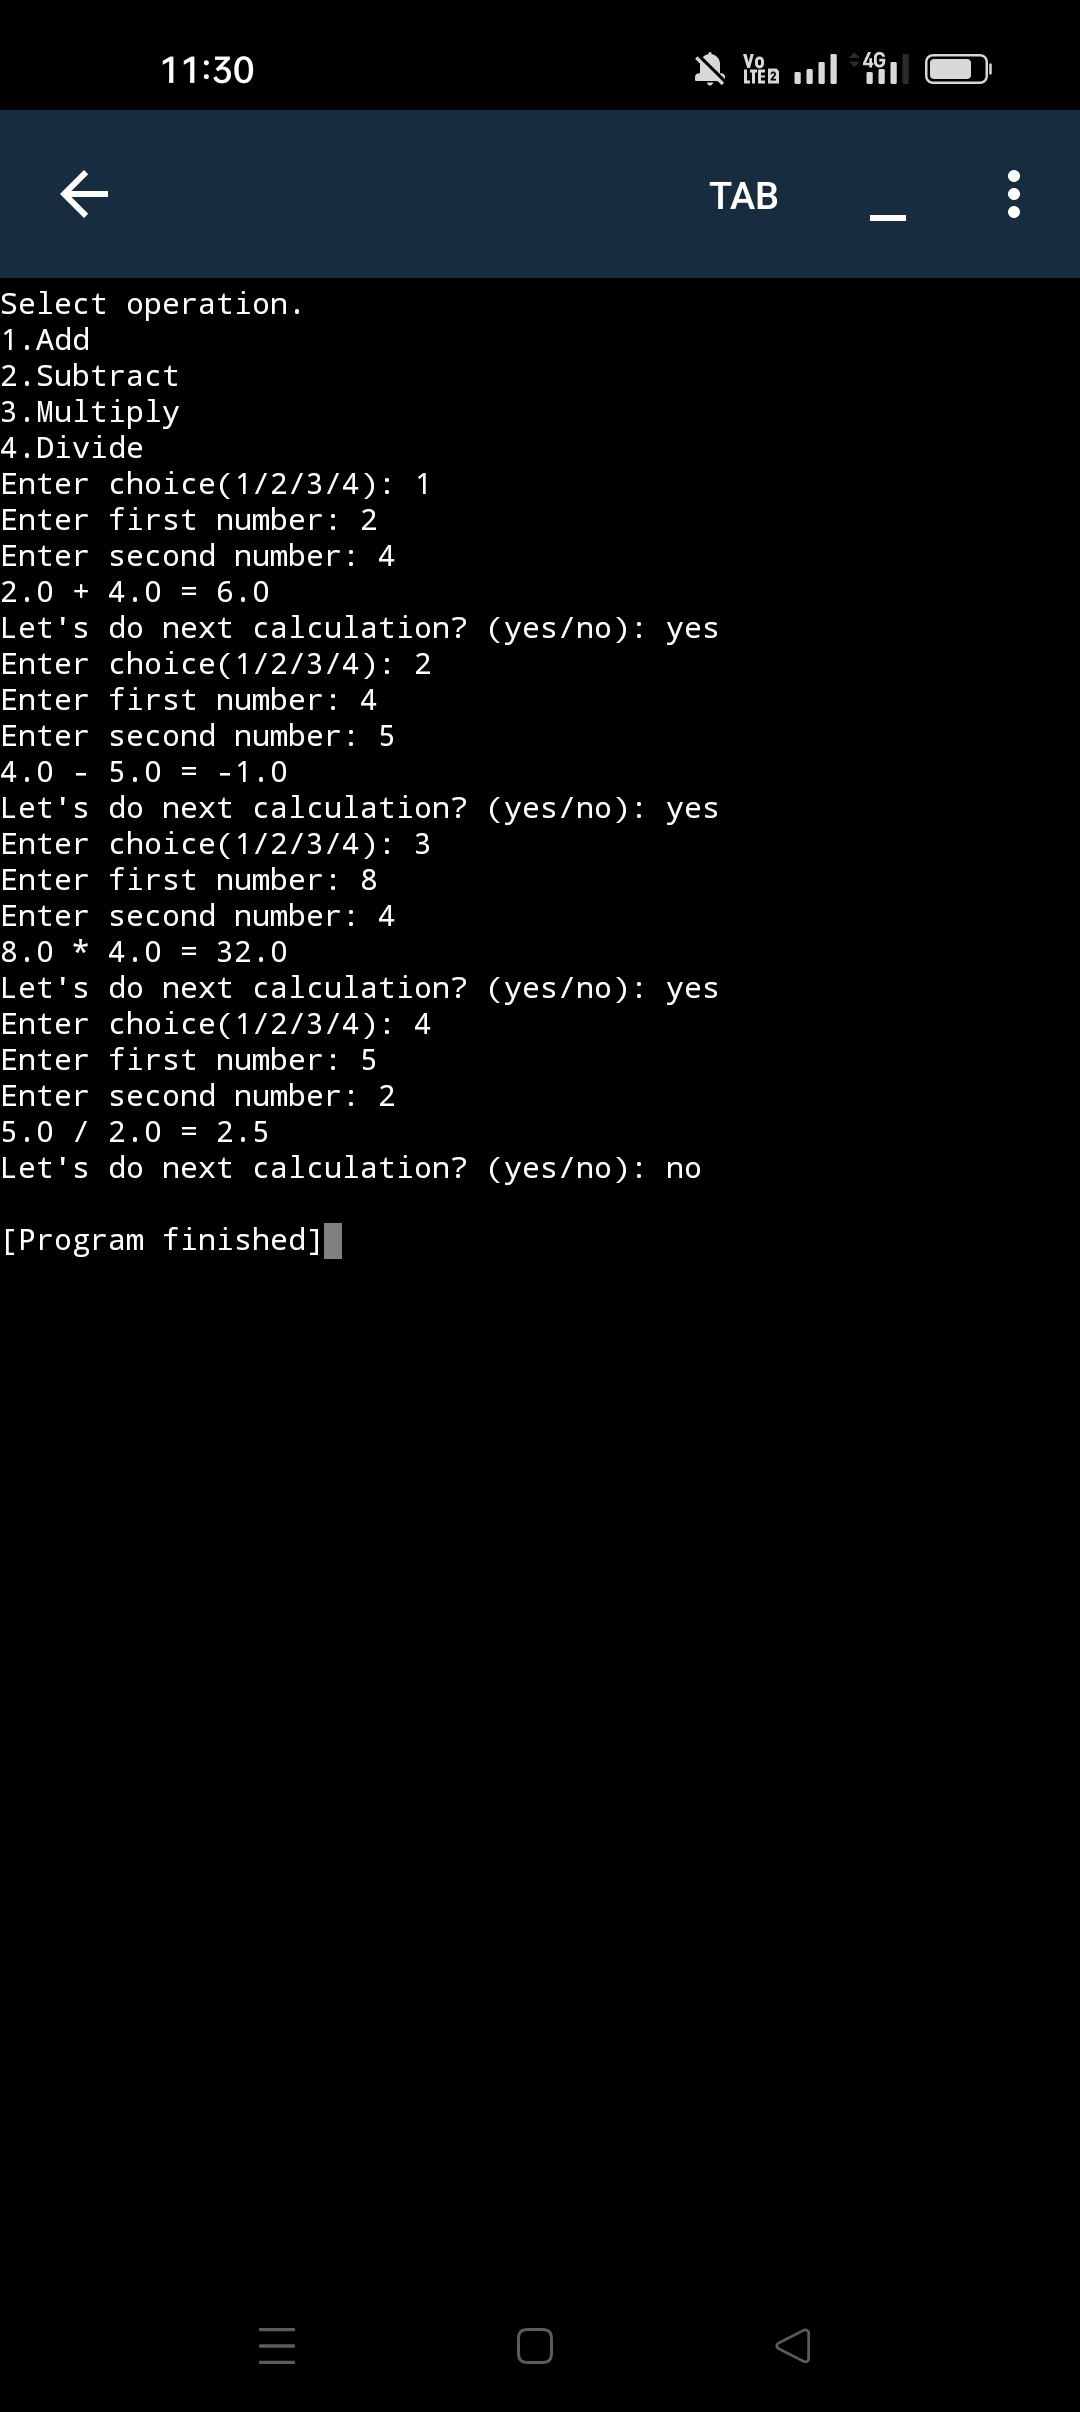 11:30
Vo
LTE 2
4G
TAB
Select operation.
1.Add
2.Subtract
3.Multiply
4.Divide
Enter choice(1/2/3/4): 1
Enter first number: 2
Enter second number: 4
2.0 + 4.0 = 6.0
Let's do next calculation? (yes/no): yes
Enter choice(1/2/3/4): 2
Enter first number: 4
Enter second number: 5
4.0 - 5.0 = -1.0
Let's do next calculation? (yes/no): yes
Enter choice(1/2/3/4): 3
Enter first number: 8
Enter second number: 4
8.0 * 4.0 = 32.0
Let's do next calculation? (yes/no): yes
Enter choice(1/2/3/4): 4
Enter first number: 5
Enter second number: 2
5.0 / 2.0 = 2.5
Let's do next calculation? (yes/no): no
[Program finished]